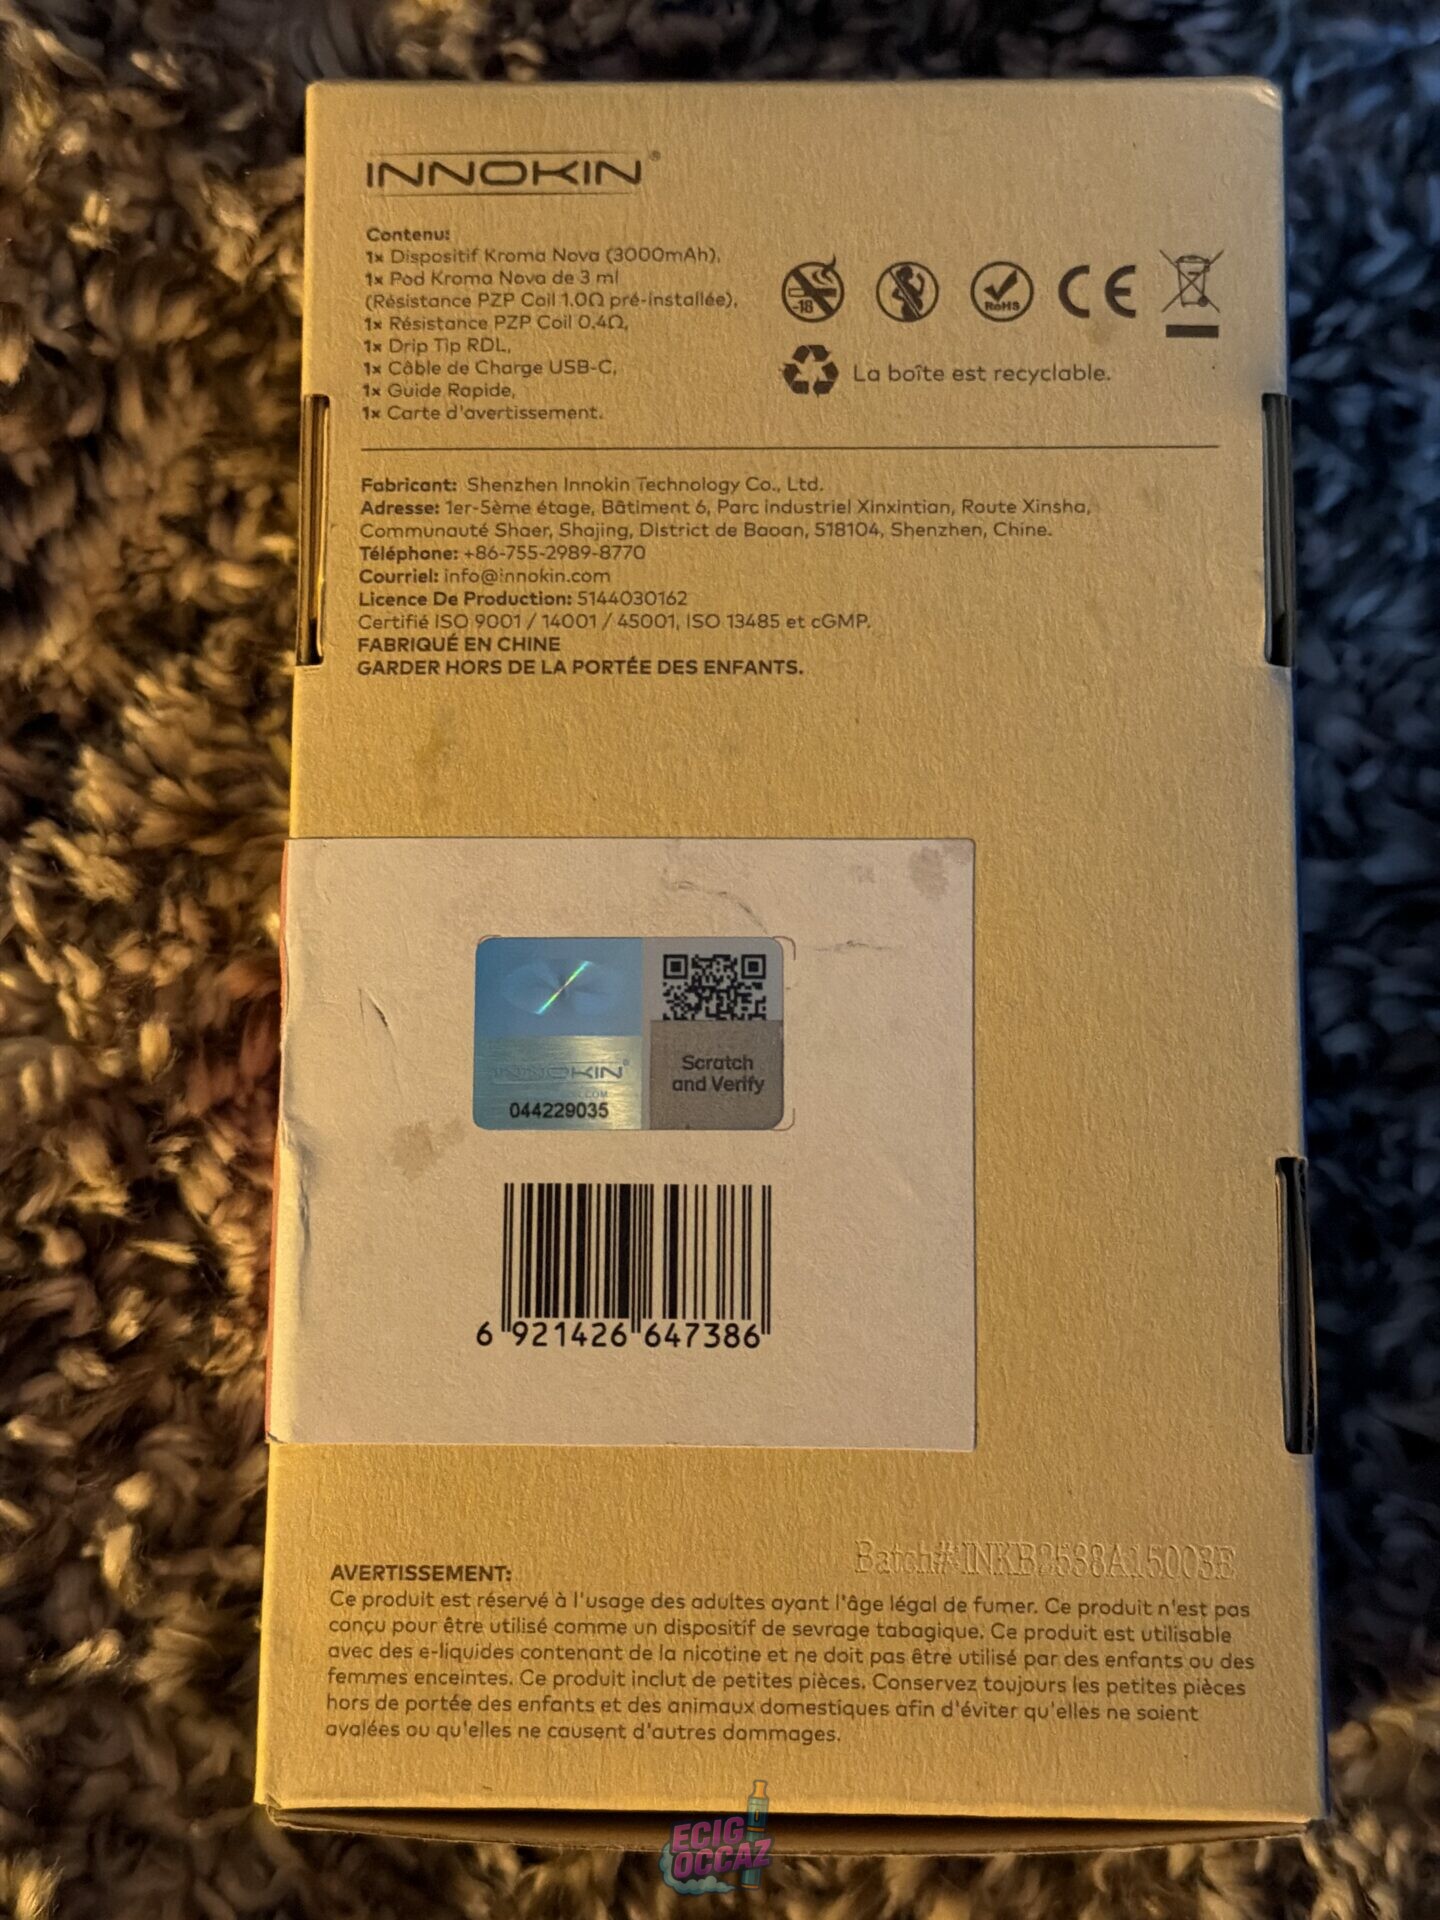 INNOKIN®
Contenu:
1x Dispositif Kroma Nova (3000mAh),
1x Pod Kroma Nova de 3 ml
(Résistance PZP Coil 1.0Ω pré-installée),
1x Résistance PZP Coil 0.4Ω,
1x Drip Tip RDL,
1x Câble de Charge USB-C,
1x Guide Rapide,
1x Carte d'avertissement.
-18
RoHS
CE
La boîte est recyclable.
Fabricant: Shenzhen Innokin Technology Co., Ltd.
Adresse: 1er-5ème étage, Bâtiment 6, Parc industriel Xinxintian, Route Xinsha,
Communauté Shaer, Shajing, District de Baoan, 518104, Shenzhen, Chine.
Téléphone: +86-755-2989-8770
Courriel: info@innokin.com
Licence De Production: 5144030162
Certifié ISO 9001 / 14001 / 45001, ISO 13485 et cGMP.
FABRIQUÉ EN CHINE
GARDER HORS DE LA PORTÉE DES ENFANTS.
INNOKIN®
044229035
Scratch
and Verify
6 921426 647386
Batch#INKB2538A15003E
AVERTISSEMENT:
Ce produit est réservé à l'usage des adultes ayant l'âge légal de fumer. Ce produit n'est pas
conçu pour être utilisé comme un dispositif de sevrage tabagique. Ce produit est utilisable
avec des e-liquides contenant de la nicotine et ne doit pas être utilisé par des enfants ou des
femmes enceintes. Ce produit inclut de petites pièces. Conservez toujours les petites pièces
hors de portée des enfants et des animaux domestiques afin d'éviter qu'elles ne soient
avalées ou qu'elles ne causent d'autres dommages.
ECIG
OCCAZ